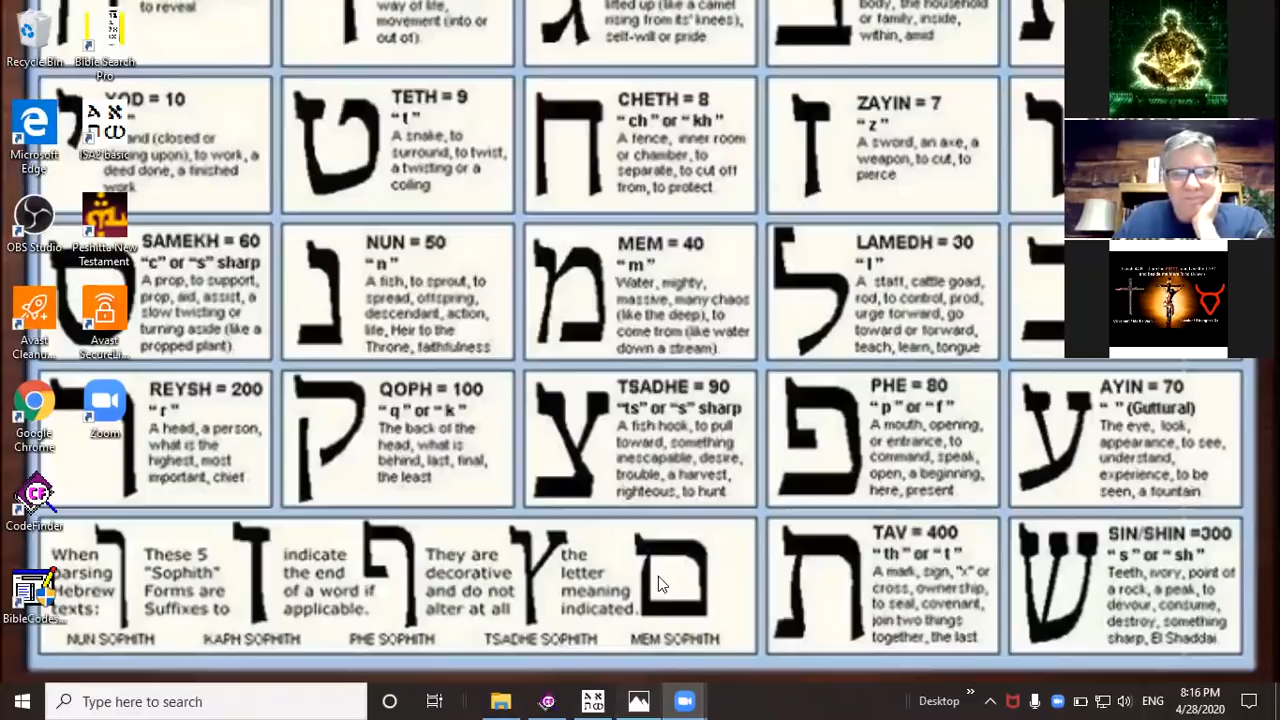 to reveal
way of life,
movement (into or
out of)
lifted up (like a camel
rising from its' knees),
self-will or pride
body, the household
or family, inside,
within, amid
YOD = 10
work, a
deed done, a finished
work
TETH = 9
" t "
A snake, to
surround, to twist,
a twisting or a
coiling
ט
CHETH = 8
" ch " or " kh "
A fence, inner room
or chamber, to
separate, to cut off
from, to protect
ח
ZAYIN = 7
" z "
A sword, an axe, a
weapon, to cut, to
pierce
ז
SAMEKH = 60
"c" or "s" sharp
A prop, to support,
prop, aid, assist, a
slow twisting or
turning aside (like a
propped plant)
ס
NUN = 50
" n "
A fish, to sprout, to
spread, offspring,
descendant, action,
life, Heir to the
Throne, faithfulness
נ
MEM = 40
" m "
Water, mighty,
massive, many chaos
(like the deep), to
come from (like water
down a stream).
מ
LAMEDH = 30
" l "
A staff, cattle goad,
rod, to control, prod,
urge forward, go
toward or forward,
teach, learn, tongue
ל
REYSH = 200
" r "
A head, a person,
what is the
highest, most
important, chief
ר
QOPH = 100
" q " or " k "
The back of the
head, what is
behind, last, final,
the least
ק
TSADHE = 90
"ts" or "s" sharp
A fish hook, to pull
toward, something
inescapable, desire,
trouble, a harvest,
righteous, to hunt
צ
PHE = 80
" p " or " f "
A mouth, opening,
or entrance, to
command, speak,
open, a beginning,
here, present
פ
AYIN = 70
" " (Guttural)
The eye, look,
appearance, to see,
understand,
experience, to be
seen, a fountain
ע
When
parsing
Hebrew
texts:
ן
NUN SOPHITH
These 5
"Sophith"
Forms are
Suffixes to
ך
KAPH SOPHITH
indicate
the end
of a word if
applicable.
ף
PHE SOPHITH
They are
decorative
and do not
alter at all
ץ
TSADHE SOPHITH
the
letter
meaning
indicated.
ם
MEM SOPHITH
TAV = 400
" th " or " t "
A mark, sign, "x" or
cross, ownership,
to seal, covenant,
join two things
together, the last
ת
SIN/SHIN =300
" s " or " sh "
Teeth, ivory, point of
a rock, a peak, to
devour, consume,
destroy, something
sharp, El Shaddai
ש
Recycle Bin
Bible Search
Pro
Microsoft
Edge
ISA2 basic
OBS Studio
Peshitta New
Testament
Avast
Cleanu...
Avast
SecureLi...
Google
Chrome
Zoom
CodeFinder
BibleCodes...
Type here to search
Desktop
ENG
8:16 PM
4/28/2020